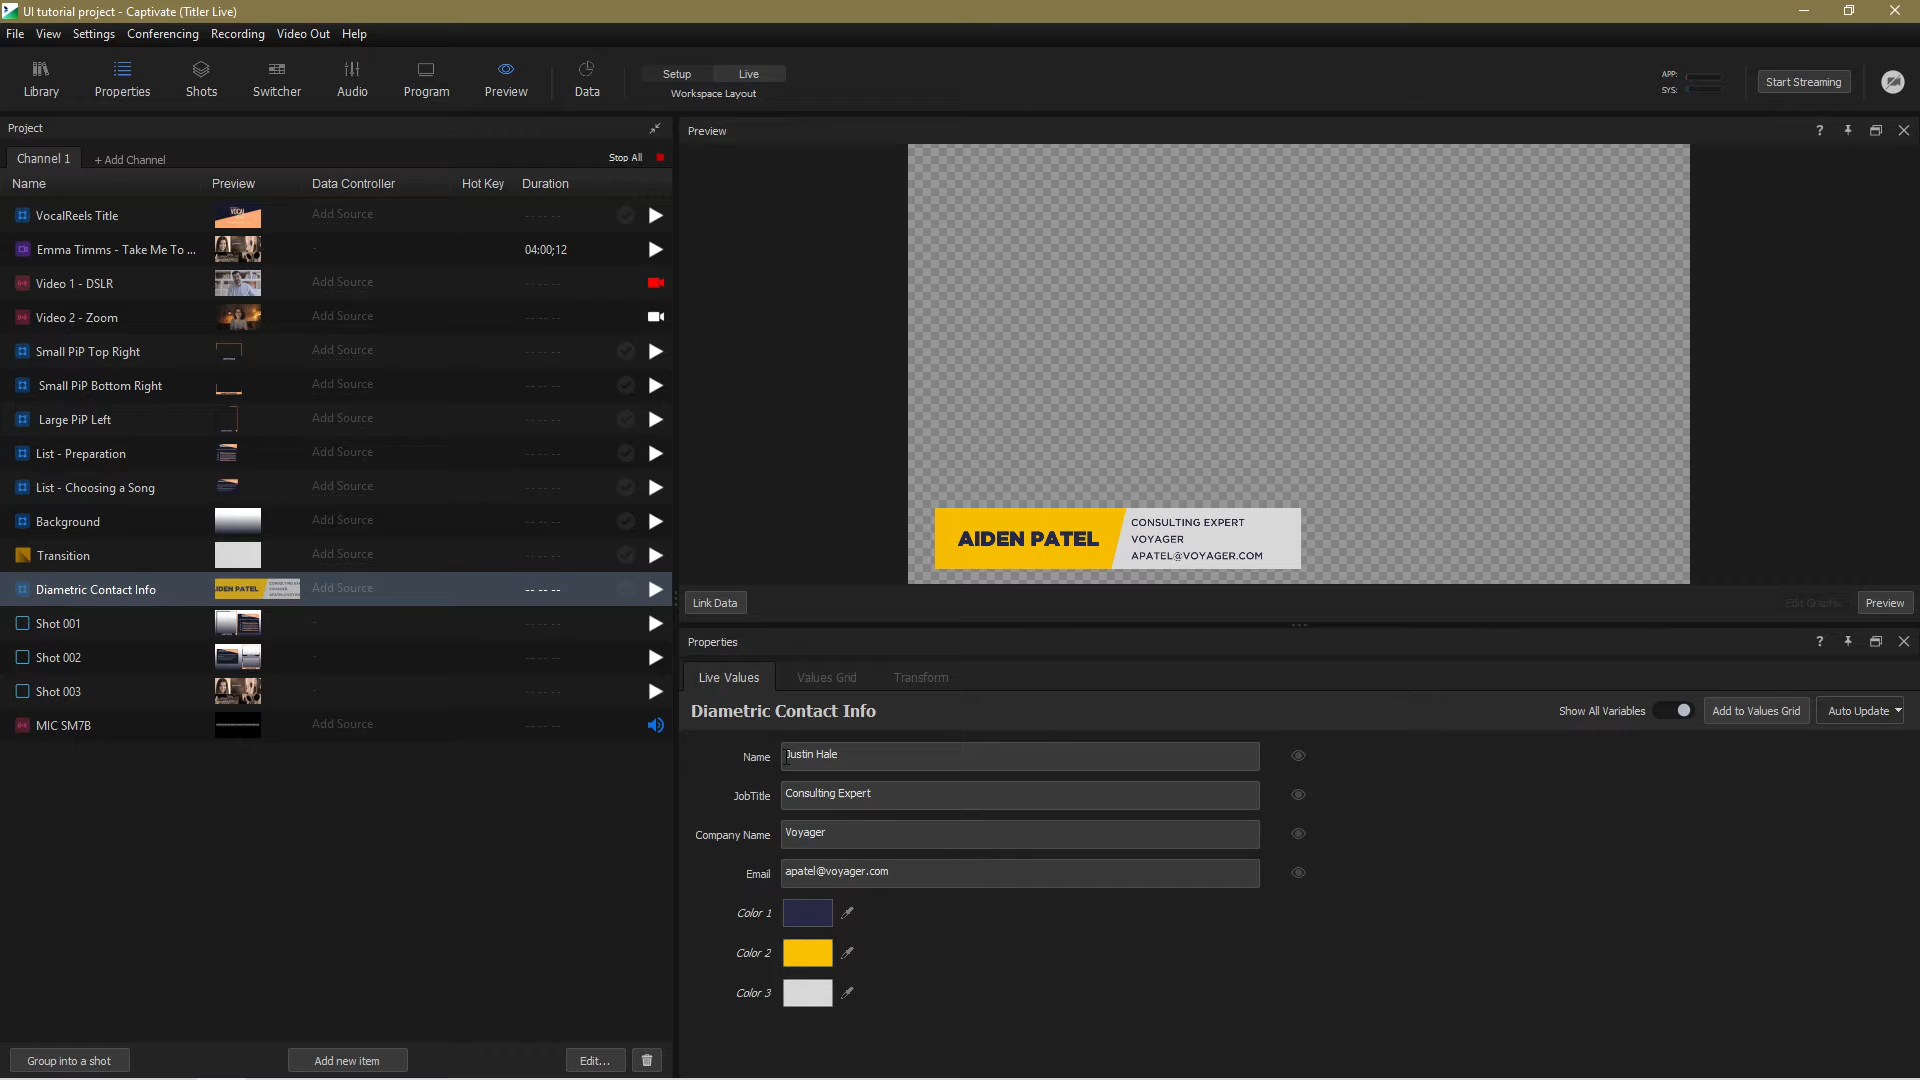 UI tutorial project - Captivate (Titler Live)
File View Settings Conferencing Recording Video Out Help
Library Properties Shots Switcher Audio Program Preview Data
Setup Live
Workspace Layout
APP:
SYS:
Start Streaming
Project
Channel 1 + Add Channel Stop All
Name Preview Data Controller Hot Key Duration
VocalReels Title Add Source -- -- --
Emma Timms - Take Me To ... - 04:00;12
Video 1 - DSLR Add Source -- -- --
Video 2 - Zoom Add Source -- -- --
Small PiP Top Right Add Source -- -- --
Small PiP Bottom Right Add Source -- -- --
Large PiP Left Add Source -- -- --
List - Preparation Add Source -- -- --
List - Choosing a Song Add Source -- -- --
Background Add Source -- -- --
Transition Add Source -- -- --
Diametric Contact Info Add Source -- -- --
Shot 001 - -- -- --
Shot 002 - -- -- --
Shot 003 - -- -- --
MIC SM7B Add Source -- -- --
Group into a shot Add new item Edit...
Preview
AIDEN PATEL
CONSULTING EXPERT
VOYAGER
APATEL@VOYAGER.COM
Link Data Edit Graphic Preview
Properties
Live Values Values Grid Transform
Diametric Contact Info Show All Variables Add to Values Grid Auto Update
Name Justin Hale
JobTitle Consulting Expert
Company Name Voyager
Email apatel@voyager.com
Color 1
Color 2
Color 3